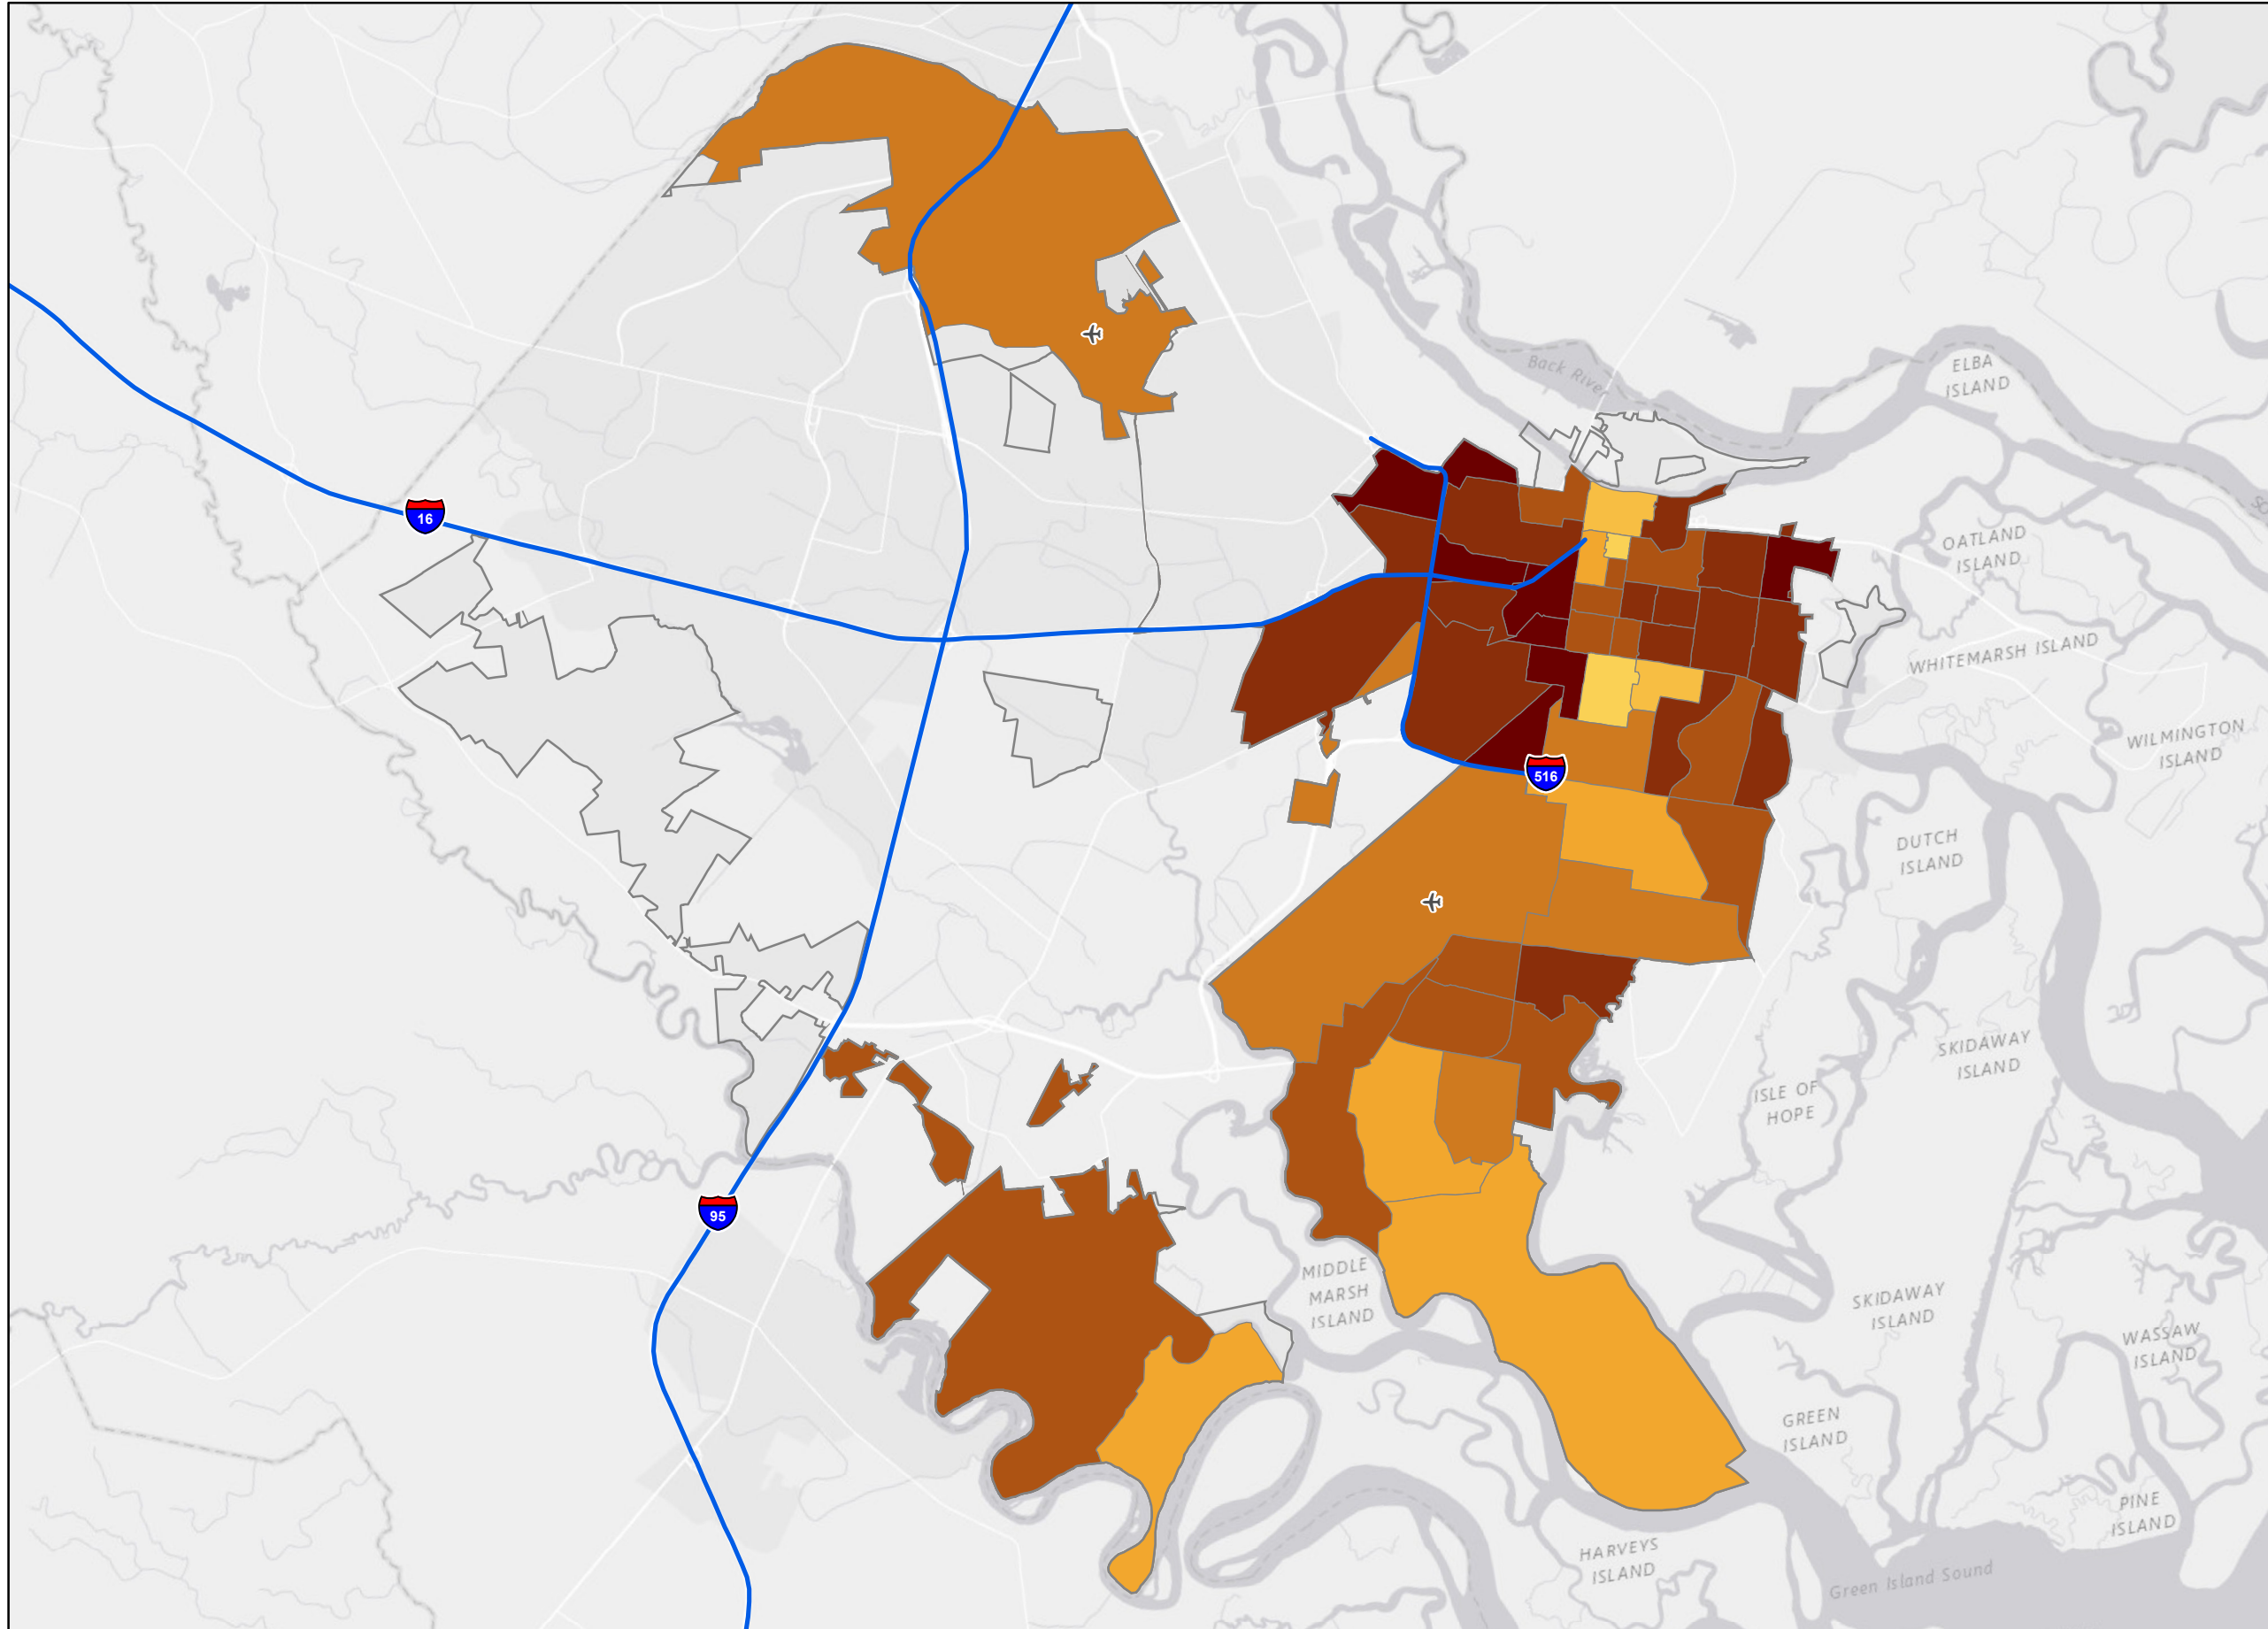 Back River
ELBA
ISLAND
16
OATLAND
ISLAND
WHITEMARSH ISLAND
WILMINGTON
ISLAND
516
DUTCH
ISLAND
SKIDAWAY
ISLAND
ISLE OF
HOPE
95
MIDDLE
MARSH
ISLAND
SKIDAWAY
ISLAND
WASSAW
ISLAND
GREEN
ISLAND
PINE
ISLAND
HARVEYS
ISLAND
Green Island Sound